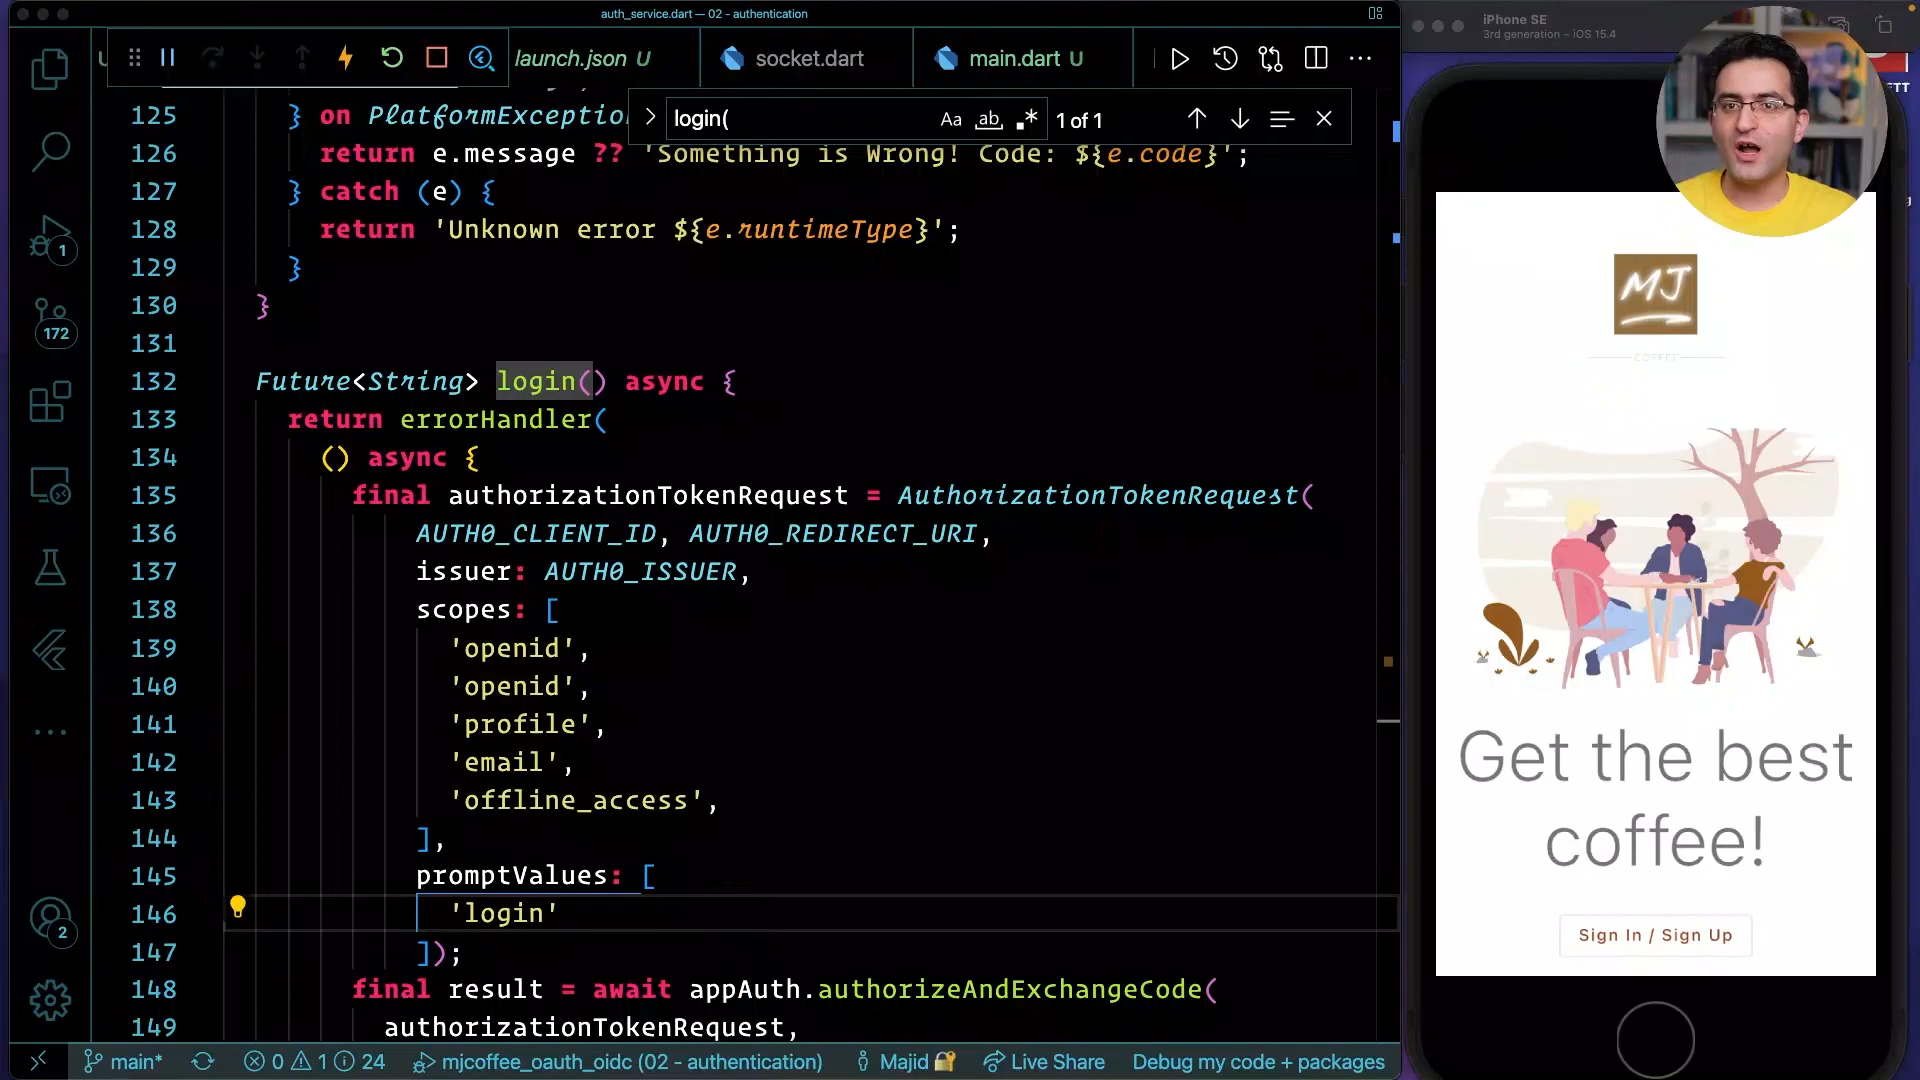 auth_service.dart — 02 - authentication
launch.json U
socket.dart
main.dart U
login(
Aa
ab
.*
1 of 1
125 } on PlatformExceptio
126 return e.message ?? 'Something is Wrong! Code: ${e.code}';
127 } catch (e) {
128 return 'Unknown error ${e.runtimeType}';
129 }
130 }
131
132 Future<String> login() async {
133 return errorHandler(
134 () async {
135 final authorizationTokenRequest = AuthorizationTokenRequest(
136 AUTH0_CLIENT_ID, AUTH0_REDIRECT_URI,
137 issuer: AUTH0_ISSUER,
138 scopes: [
139 'openid',
140 'openid',
141 'profile',
142 'email',
143 'offline_access',
144 ],
145 promptValues: [
146 'login'
147 ]);
148 final result = await appAuth.authorizeAndExchangeCode(
149 authorizationTokenRequest,
1
172
2
main* 0 1 24 mjcoffee_oauth_oidc (02 - authentication) Majid Live Share Debug my code + packages
iPhone SE
3rd generation – iOS 15.4
TT
MJ
COFFEE
Get the best
coffee!
Sign In / Sign Up